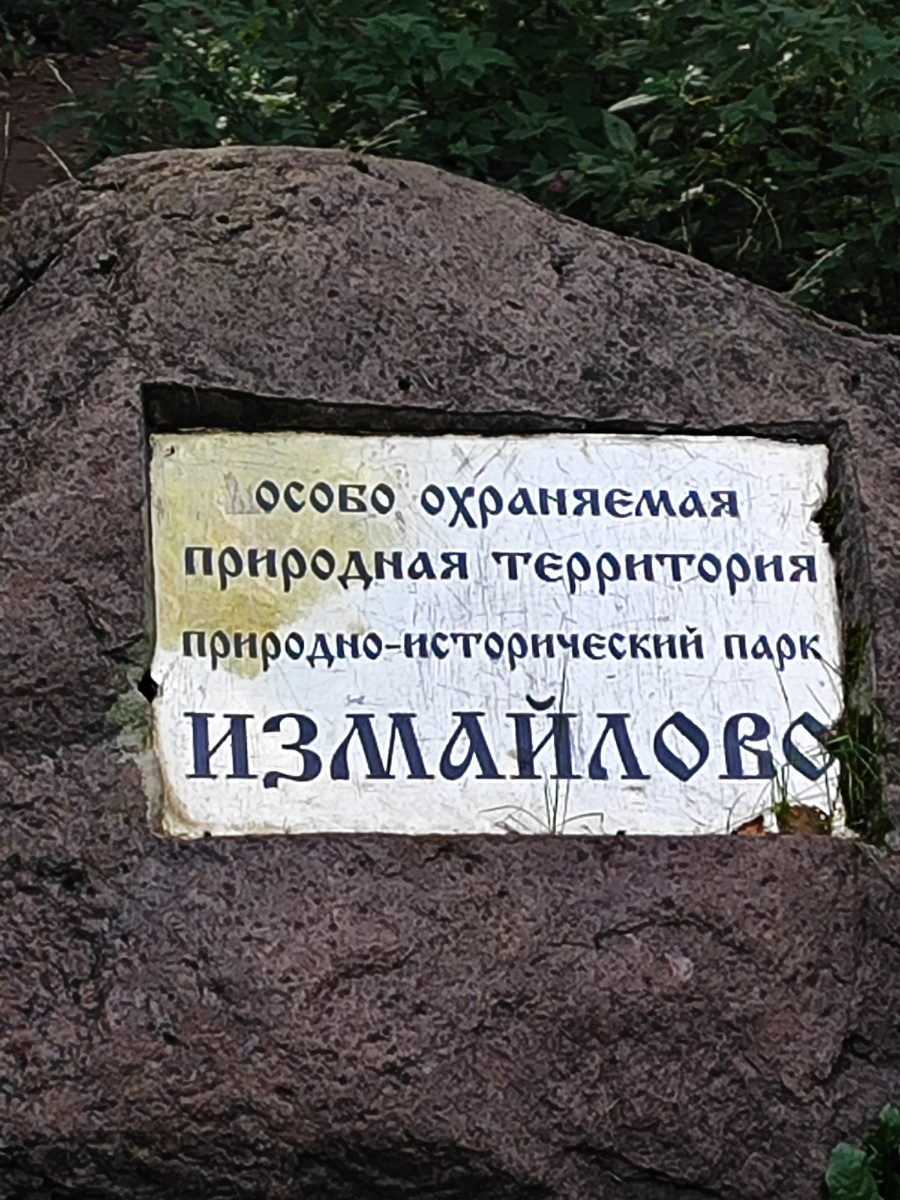 особо охраняемая
природная территория
природно-исторический парк
ИЗМАЙЛОВО